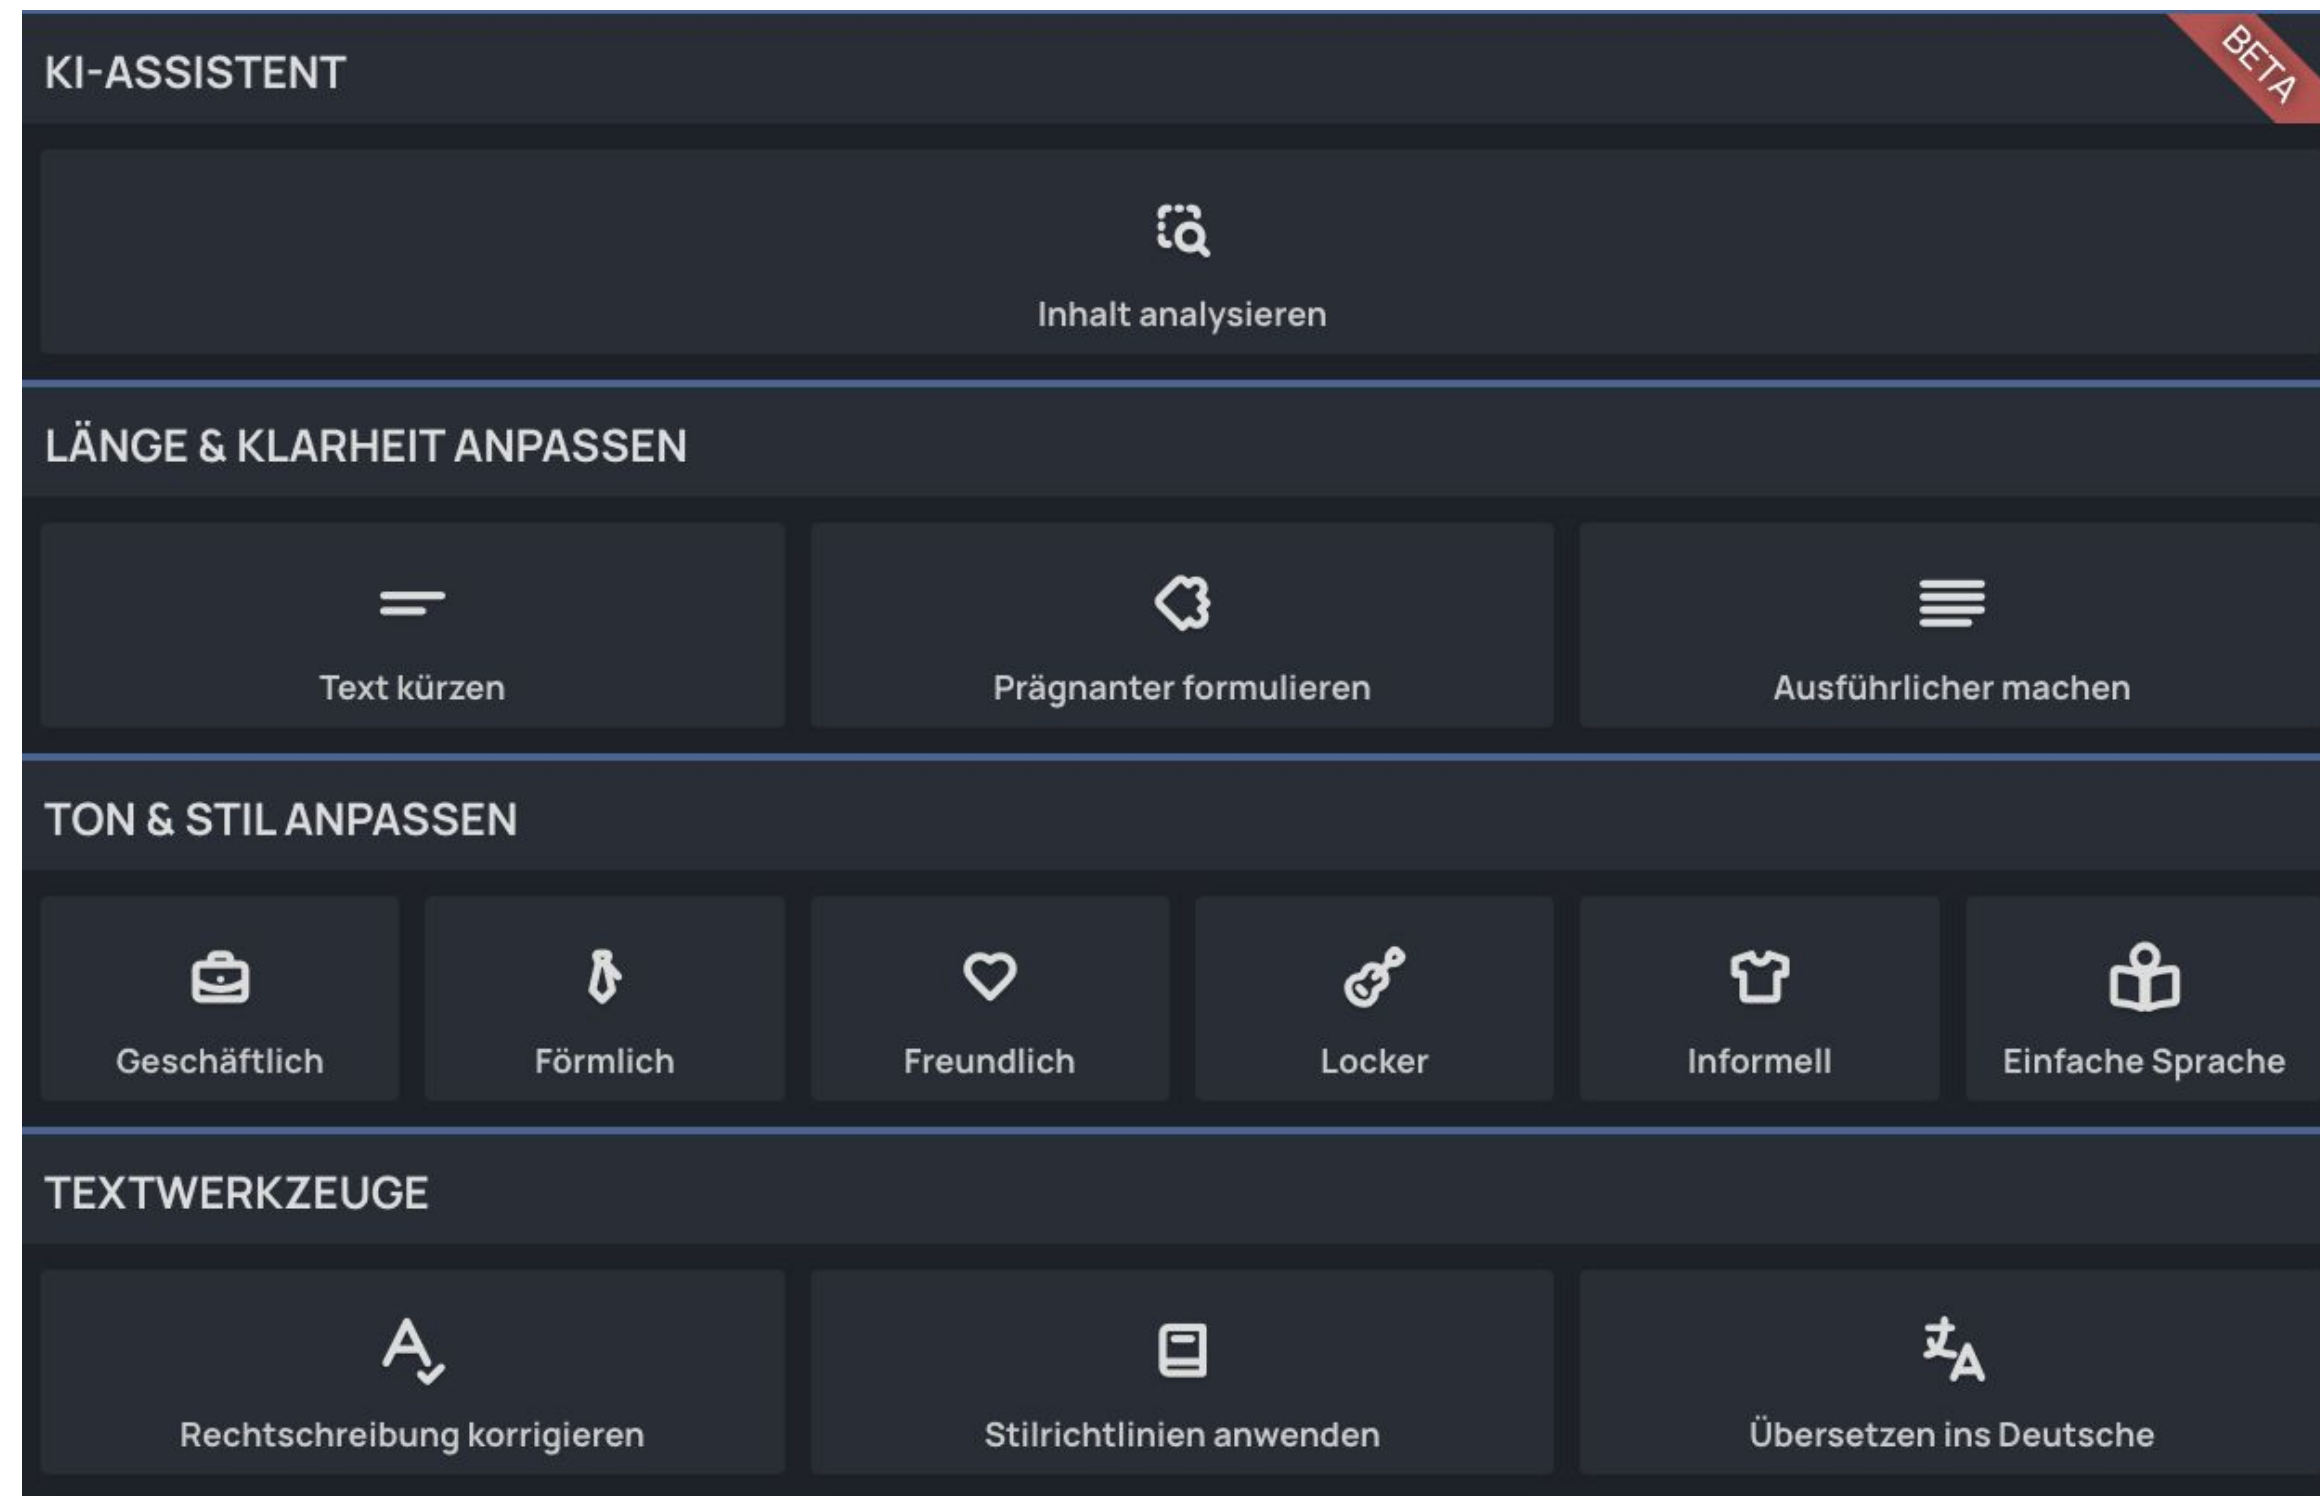 KI-ASSISTENT
BETA
Inhalt analysieren
LÄNGE & KLARHEIT ANPASSEN
Text kürzen
Prägnanter formulieren
Ausführlicher machen
TON & STIL ANPASSEN
Geschäftlich
Förmlich
Freundlich
Locker
Informell
Einfache Sprache
TEXTWERKZEUGE
Rechtschreibung korrigieren
Stilrichtlinien anwenden
Übersetzen ins Deutsche